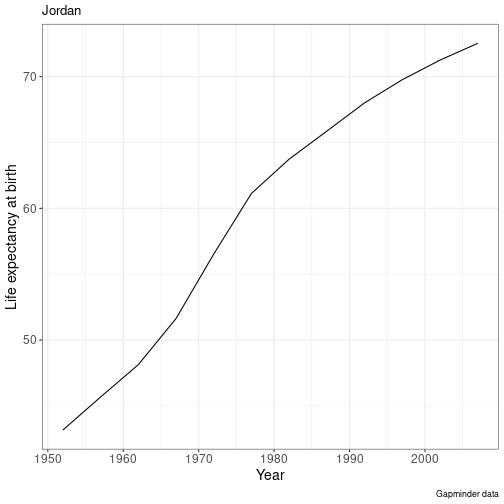 Jordan
Life expectancy at birth
70
60
50
1950 1960 1970 1980 1990 2000
Year
Gapminder data